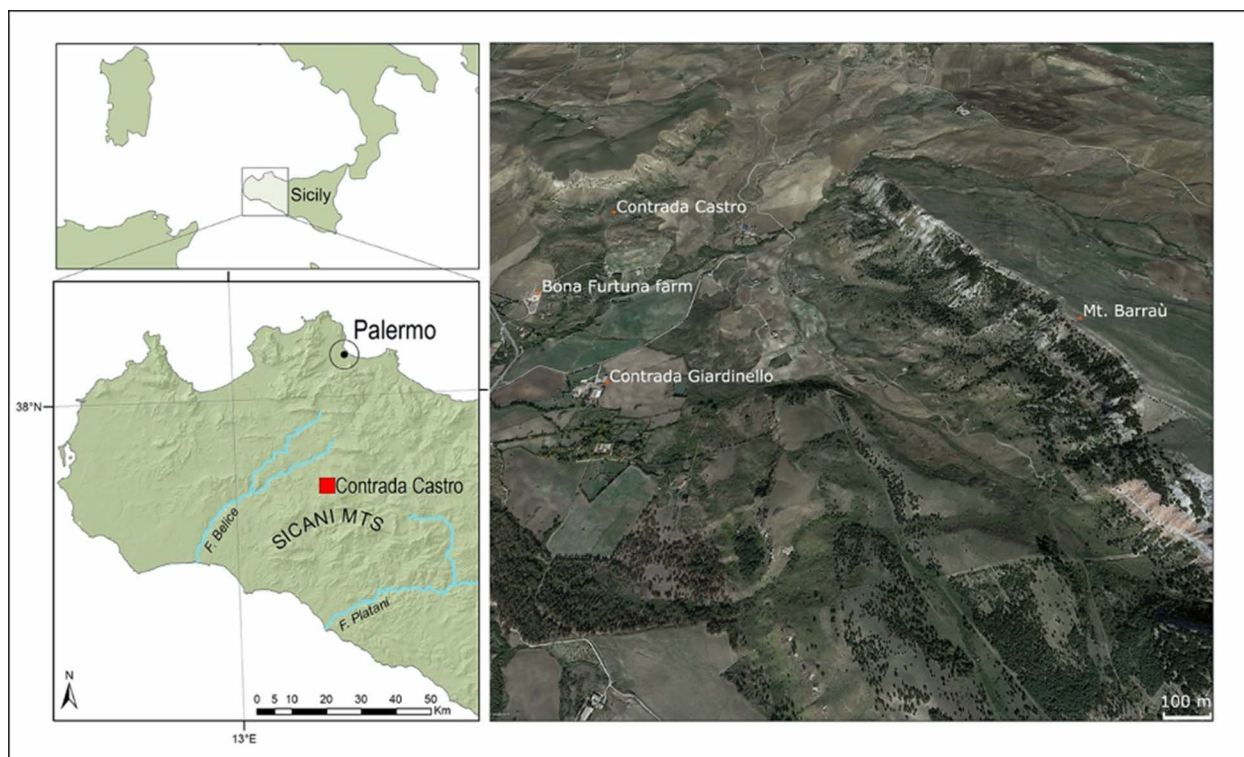 Sicily
Palermo
38°N
Contrada Castro
SICANI MTS
F. Belice
F. Platani
N
0 5 10 20 30 40 50
Km
13°E
Contrada Castro
Bona Furtuna farm
Mt. Barraù
Contrada Giardinello
100 m